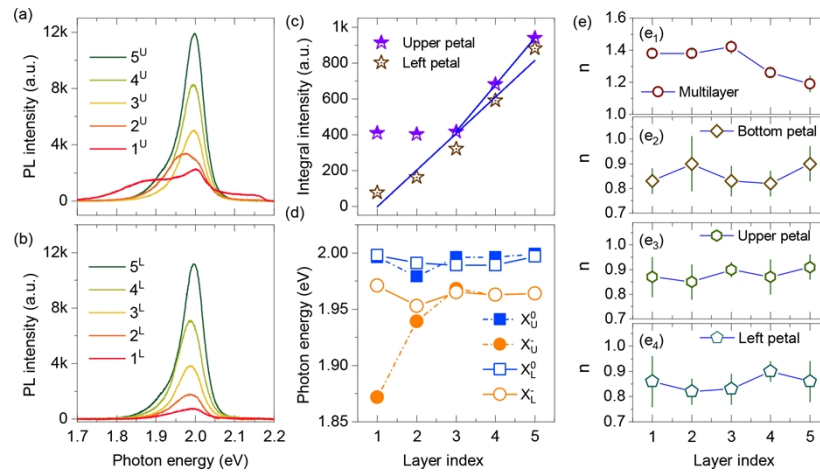 (a)
PL intensity (a.u.)
12k
8k
4k
0
5ᵁ
4ᵁ
3ᵁ
2ᵁ
1ᵁ
(b)
PL intensity (a.u.)
12k
8k
4k
0
5ᴸ
4ᴸ
3ᴸ
2ᴸ
1ᴸ
1.7 1.8 1.9 2.0 2.1 2.2
Photon energy (eV)
(c)
Integral intensity (a.u.)
1k
800
600
400
200
0
Upper petal
Left petal
(d)
Photon energy (eV)
2.00
1.95
1.90
1.85
X⁰U
X⁻U
X⁰L
X⁻L
1 2 3 4 5
Layer index
(e)
(e₁)
n
1.6
1.4
1.2
1.0
Multilayer
(e₂)
n
1.0
0.9
0.8
0.7
Bottom petal
(e₃)
n
1.0
0.9
0.8
0.7
Upper petal
(e₄)
n
1.0
0.9
0.8
0.7
Left petal
1 2 3 4 5
Layer index